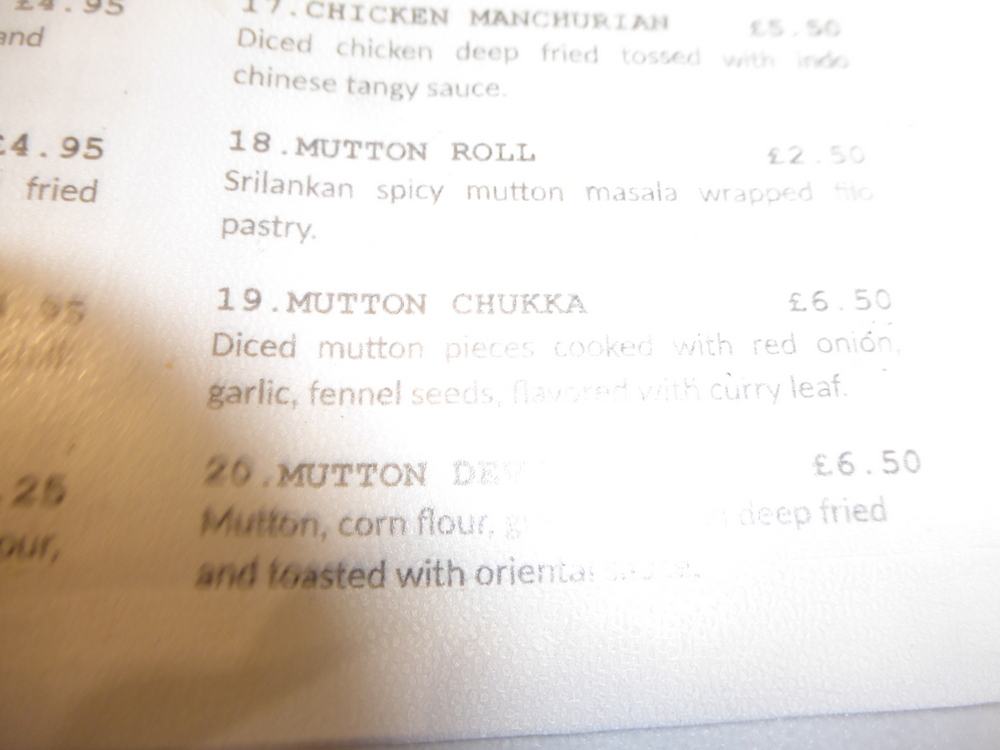 £4.95
and
£4.95
fried
.25
our,
17.CHICKEN MANCHURIAN £5.50
Diced chicken deep fried tossed with indo
chinese tangy sauce.
18.MUTTON ROLL £2.50
Srilankan spicy mutton masala wrapped filo
pastry.
19.MUTTON CHUKKA £6.50
Diced mutton pieces cooked with red onion,
garlic, fennel seeds, flavored with curry leaf.
20.MUTTON £6.50
Mutton, corn flour, deep fried
and toasted with oriental